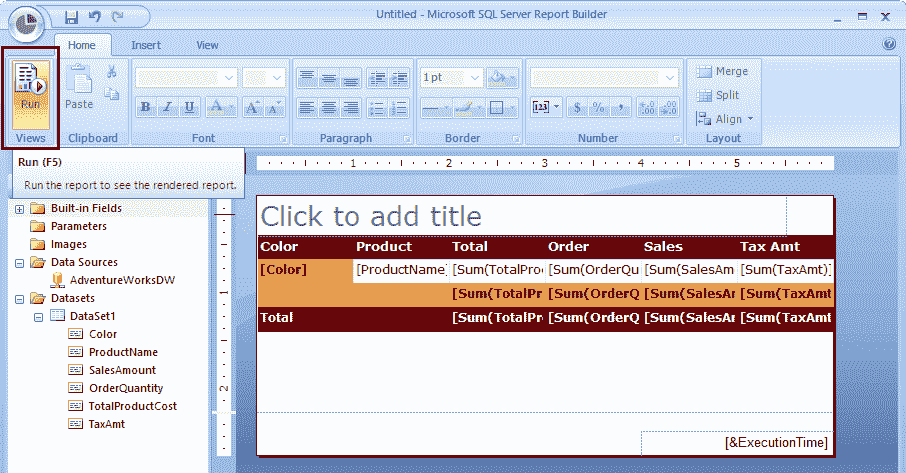 Untitled - Microsoft SQL Server Report Builder
Home Insert View
Run
Paste
B I U A A A
1 pt
123 $ % ,
Merge
Split
Align
Views Clipboard Font Paragraph Border Number Layout
Run (F5)
Run the report to see the rendered report.
1 2 3 4 5
Built-in Fields
Parameters
Images
Data Sources
AdventureWorksDW
Datasets
DataSet1
Color
ProductName
SalesAmount
OrderQuantity
TotalProductCost
TaxAmt
1
2
Click to add title
Color Product Total Order Sales Tax Amt
[Color] [ProductName] [Sum(TotalPro [Sum(OrderQu [Sum(SalesAm [Sum(TaxAmt)]
[Sum(TotalPr [Sum(OrderQ [Sum(SalesAr [Sum(TaxAmt
Total [Sum(TotalPr [Sum(OrderQ [Sum(SalesAr [Sum(TaxAmt
[&ExecutionTime]